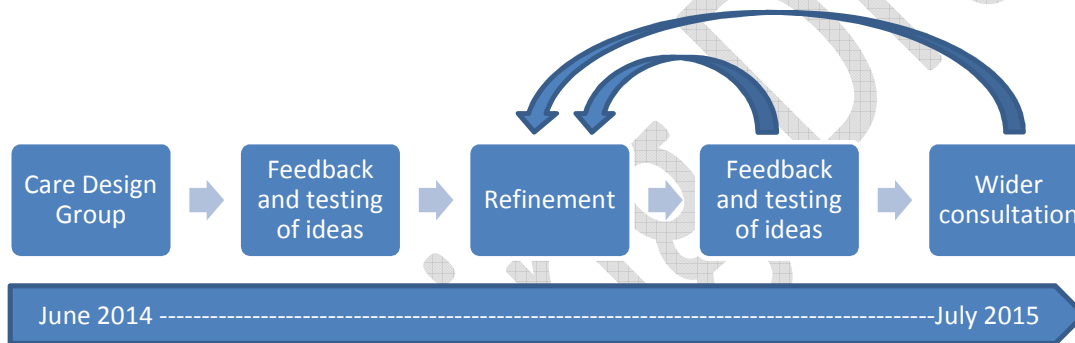 Care Design
Group
Feedback
and testing
of ideas
Refinement
Feedback
and testing
of ideas
Wider
consultation
June 2014 -----------------------------------------------------------------------------------------July 2015